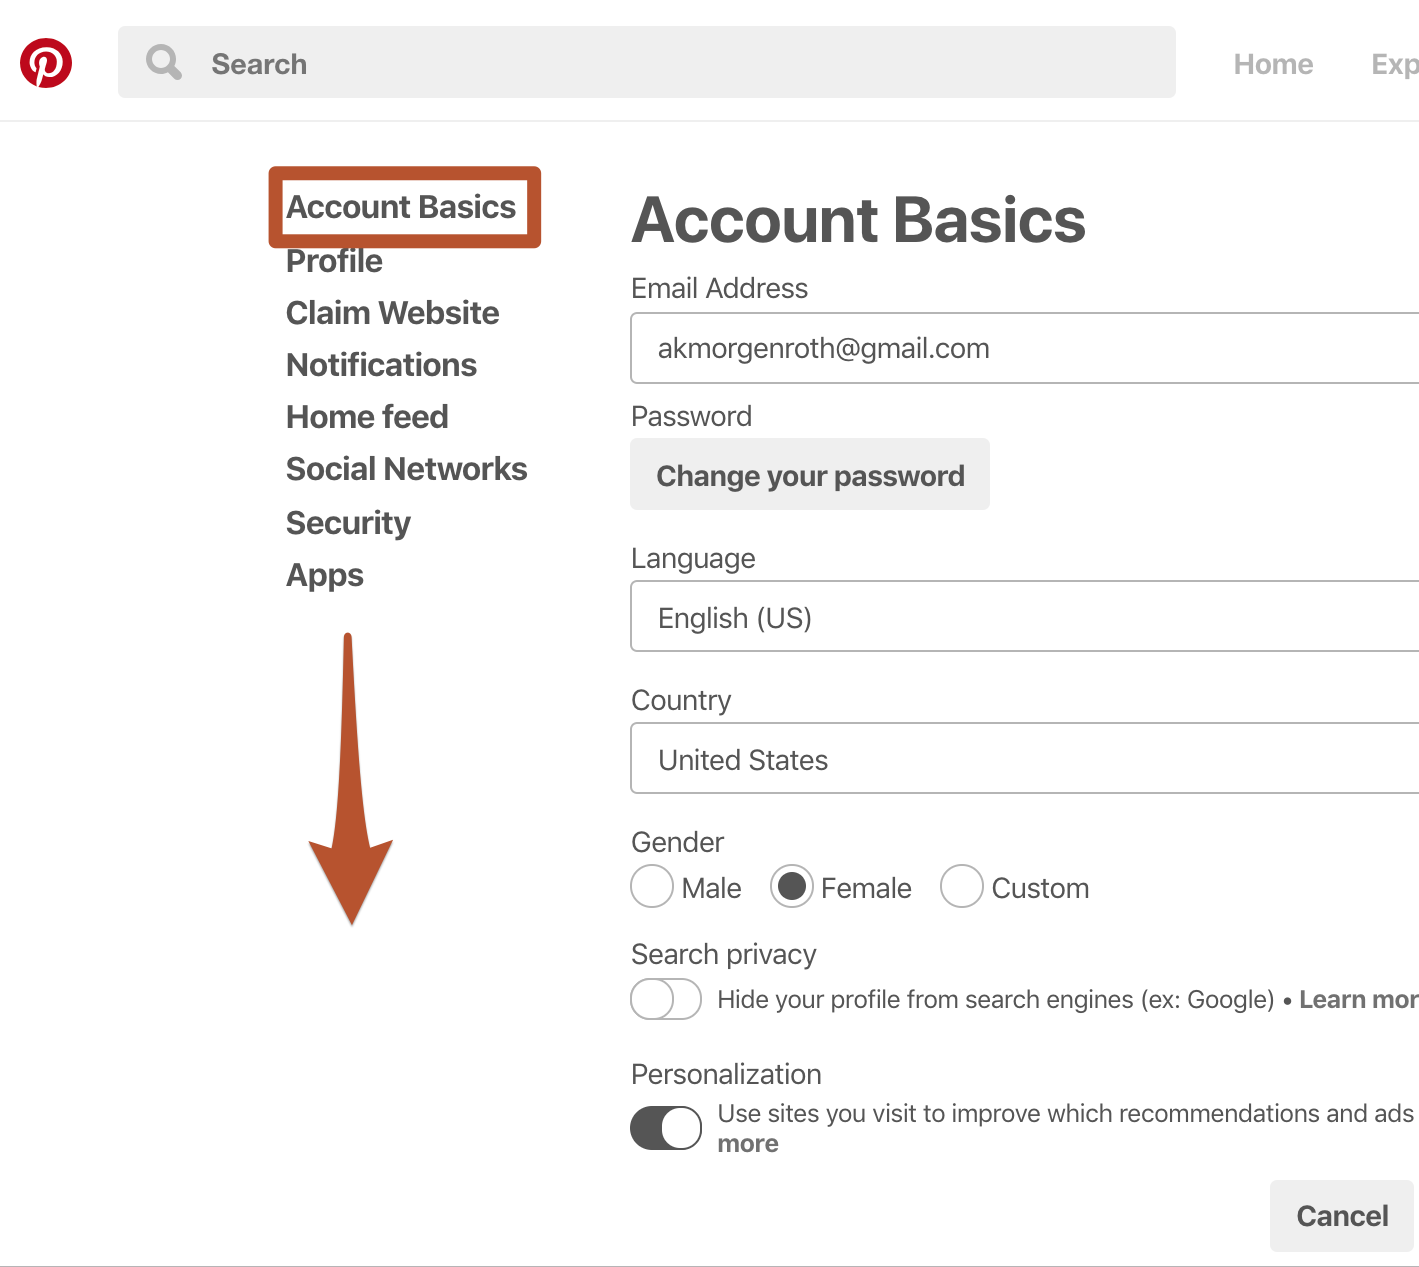 Search
Home
Exp
Account Basics
Profile
Claim Website
Notifications
Home feed
Social Networks
Security
Apps
Account Basics
Email Address
akmorgenroth@gmail.com
Password
Change your password
Language
English (US)
Country
United States
Gender
Male Female Custom
Search privacy
Hide your profile from search engines (ex: Google) • Learn mor
Personalization
Use sites you visit to improve which recommendations and ads
more
Cancel